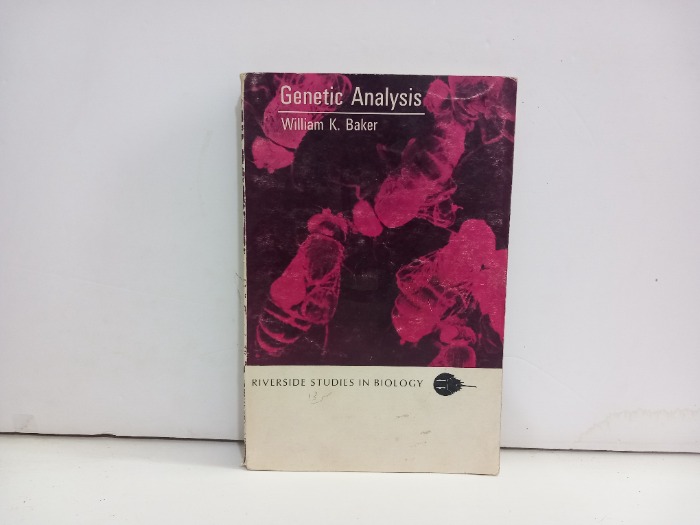 Genetic Analysis
William K. Baker
RIVERSIDE STUDIES IN BIOLOGY